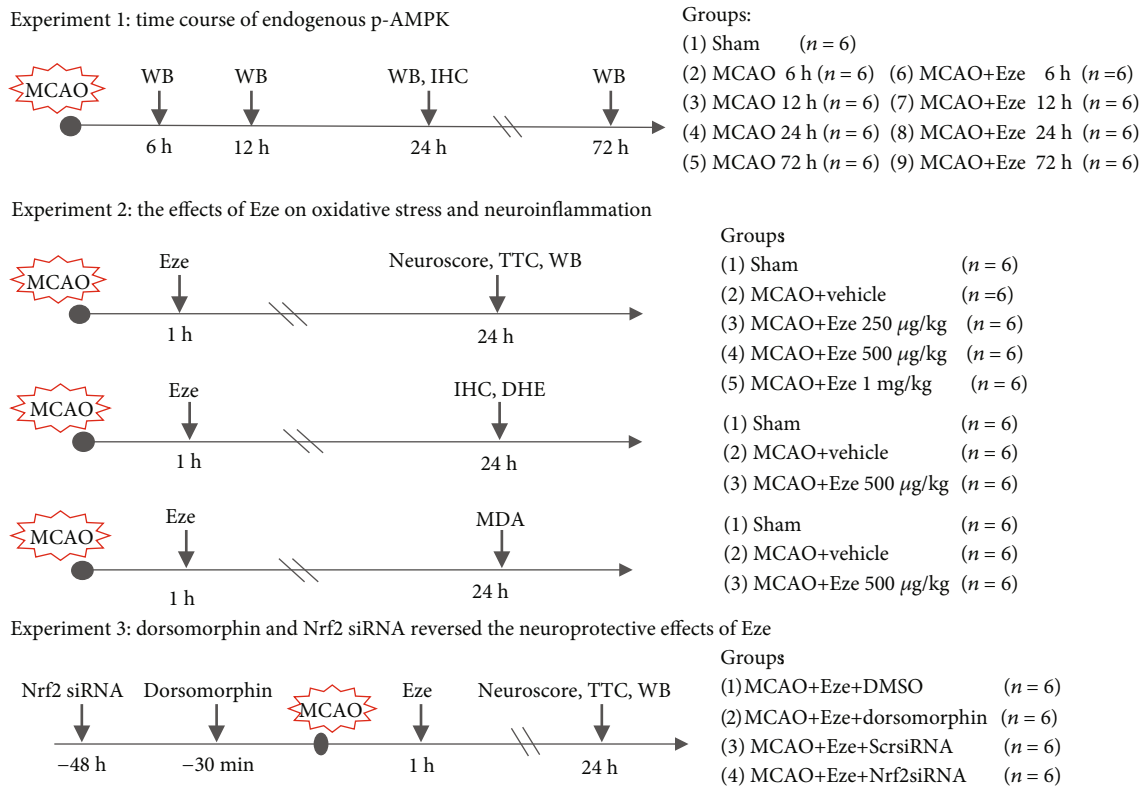 Experiment 1: time course of endogenous p-AMPK
MCAO
WB WB WB, IHC WB
6 h 12 h 24 h 72 h
Groups:
(1) Sham (n = 6)
(2) MCAO 6 h (n = 6) (6) MCAO+Eze 6 h (n =6)
(3) MCAO 12 h (n = 6) (7) MCAO+Eze 12 h (n = 6)
(4) MCAO 24 h (n = 6) (8) MCAO+Eze 24 h (n = 6)
(5) MCAO 72 h (n = 6) (9) MCAO+Eze 72 h (n = 6)
Experiment 2: the effects of Eze on oxidative stress and neuroinflammation
MCAO
Eze Neuroscore, TTC, WB
1 h 24 h
Groups
(1) Sham (n = 6)
(2) MCAO+vehicle (n =6)
(3) MCAO+Eze 250 μg/kg (n = 6)
(4) MCAO+Eze 500 μg/kg (n = 6)
(5) MCAO+Eze 1 mg/kg (n = 6)
MCAO
Eze IHC, DHE
1 h 24 h
(1) Sham (n = 6)
(2) MCAO+vehicle (n = 6)
(3) MCAO+Eze 500 μg/kg (n = 6)
MCAO
Eze MDA
1 h 24 h
(1) Sham (n = 6)
(2) MCAO+vehicle (n = 6)
(3) MCAO+Eze 500 μg/kg (n = 6)
Experiment 3: dorsomorphin and Nrf2 siRNA reversed the neuroprotective effects of Eze
Nrf2 siRNA Dorsomorphin MCAO Eze Neuroscore, TTC, WB
−48 h −30 min 1 h 24 h
Groups
(1)MCAO+Eze+DMSO (n = 6)
(2)MCAO+Eze+dorsomorphin (n = 6)
(3) MCAO+Eze+ScrsiRNA (n = 6)
(4) MCAO+Eze+Nrf2siRNA (n = 6)